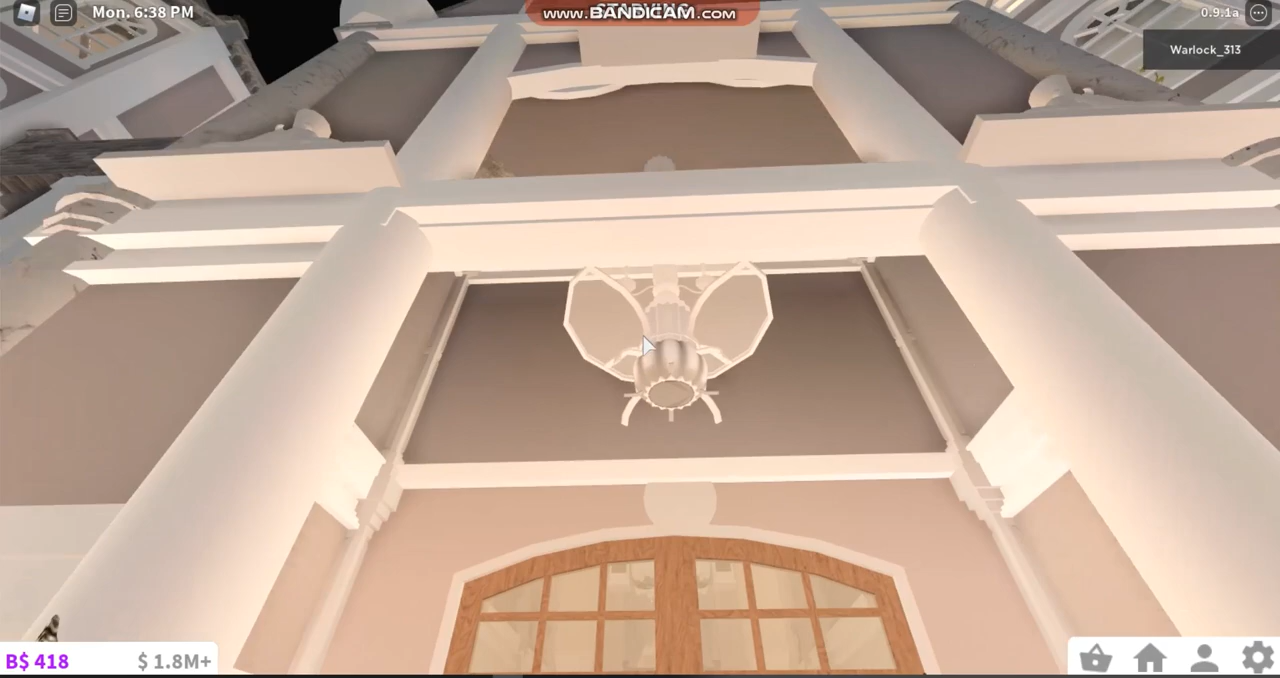 Mon. 6:38 PM
www.BANDICAM.com
0.9.1a
Warlock_313
B$ 418
$ 1.8M+